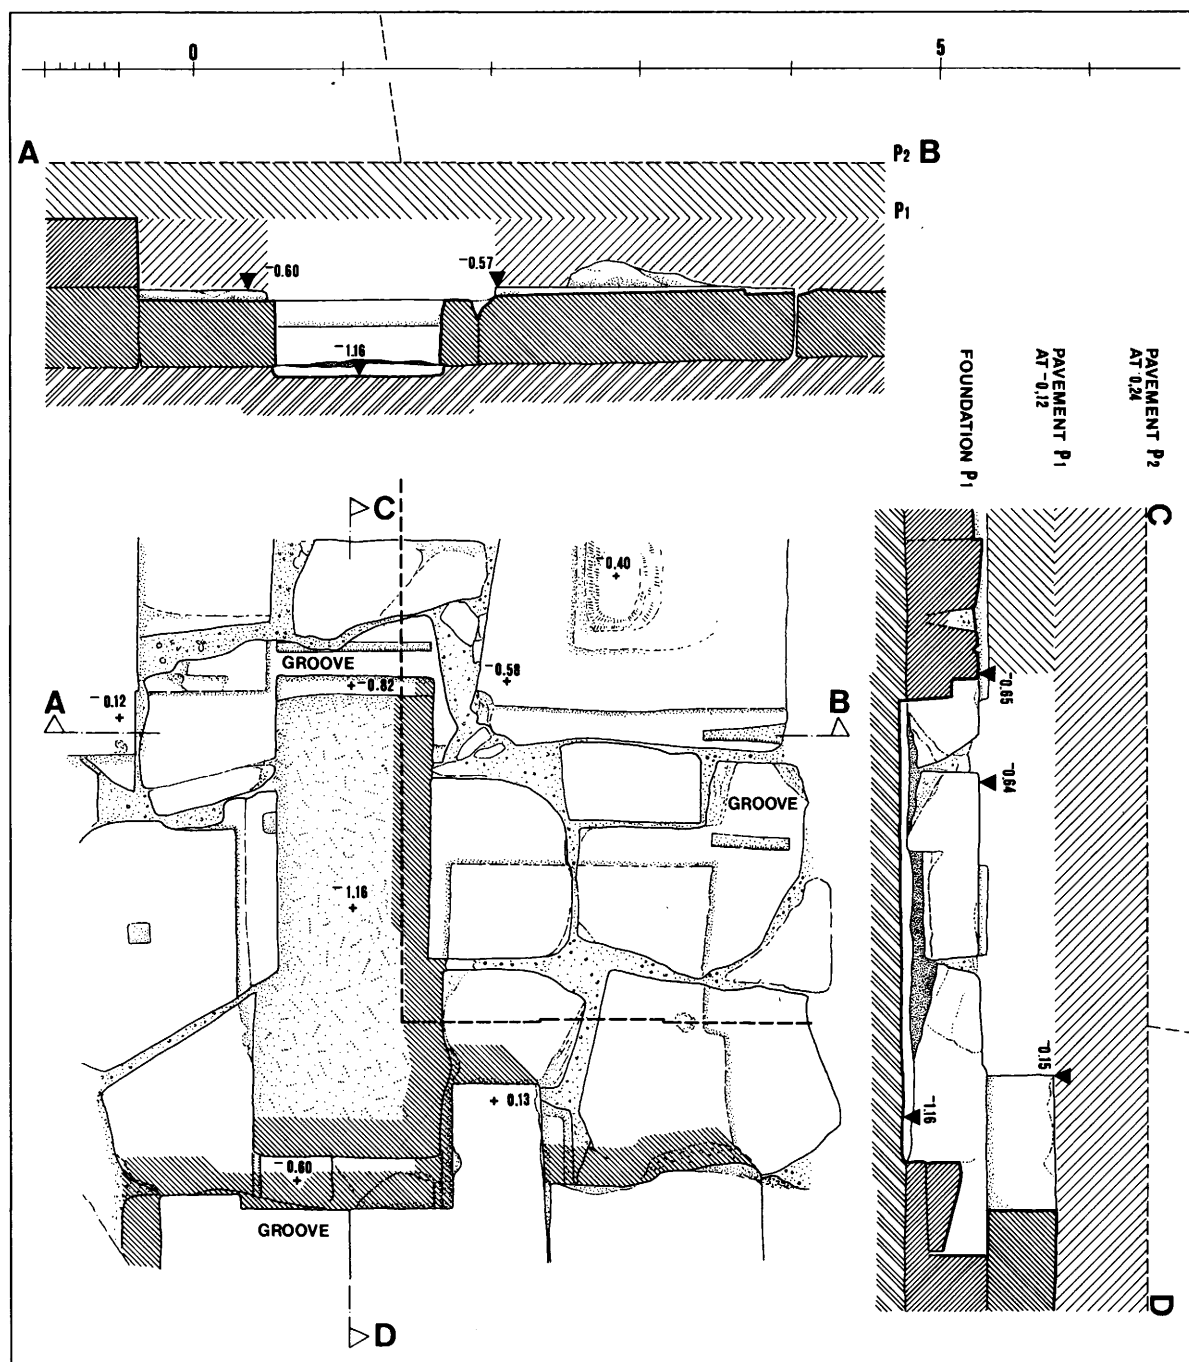 0 5
A P2 B
P1
-0.60 -0.57
-1.16
PAVEMENT P2
AT -0,24
PAVEMENT P1
AT -0,12
FOUNDATION P1
C
C
-0.40
GROOVE
-0.82
-0.58
-0.65
A -0.12
B
-0.64
GROOVE
-1.16
-0.15
0.13
-1.16
-0.60
GROOVE
D
D